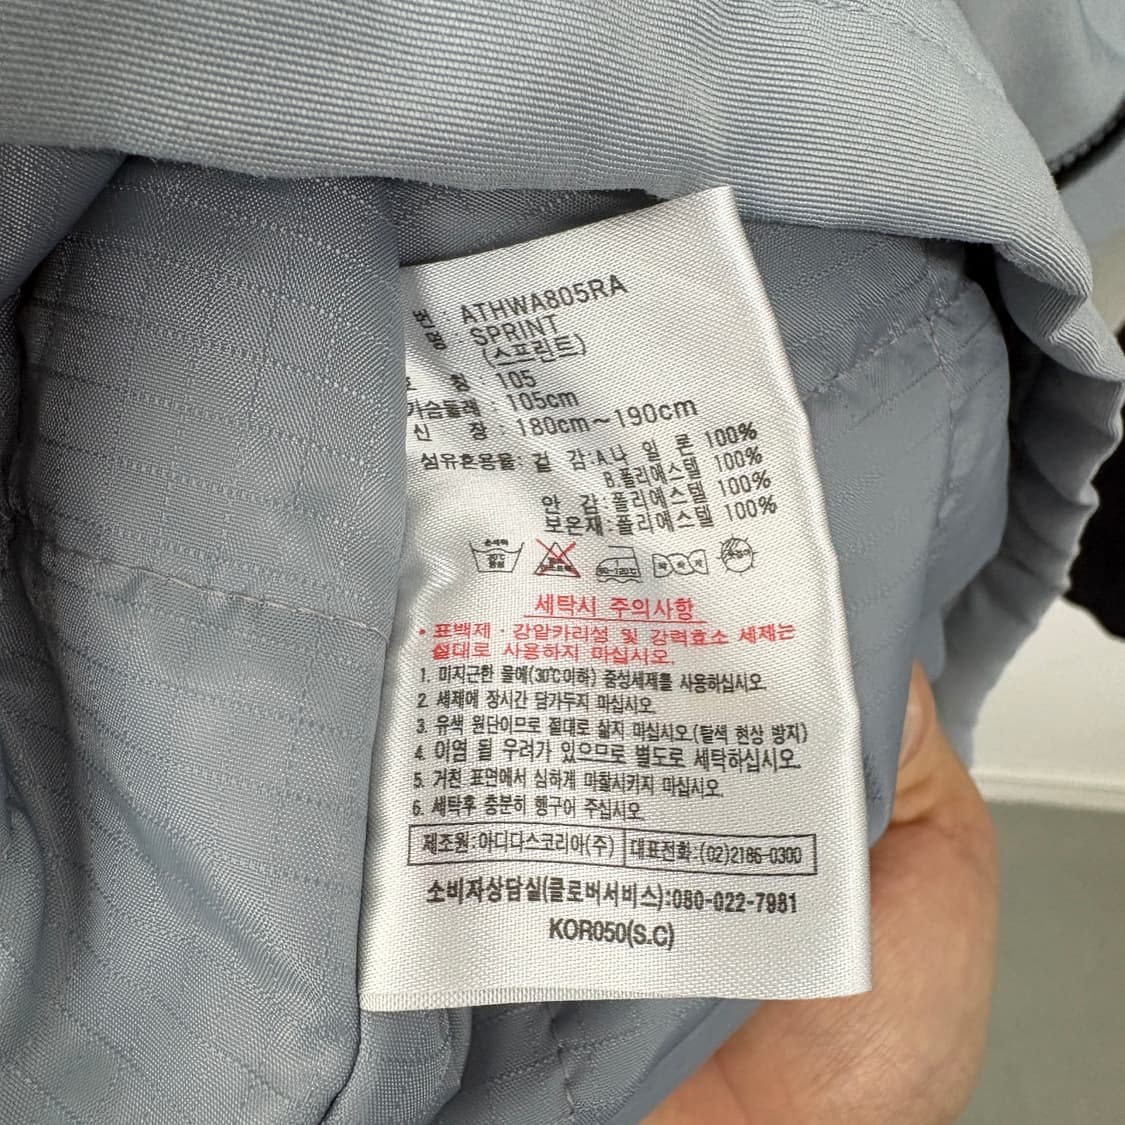 번 : ATHWA805RA
명 : SPRINT
(스프린트)
호 칭 : 105
가슴둘레 : 105cm
신 장 : 180cm~190cm
섬유혼용율: 겉 감:A.나 일 론 100%
B.폴리에스텔 100%
안 감:폴리에스텔 100%
보온재:폴리에스텔 100%
손세탁
30℃
중성
세탁시 주의사항
• 표백제 · 강알카리성 및 강력효소 세제는
절대로 사용하지 마십시오.
1. 미지근한 물에(30℃이하) 중성세제를 사용하십시오.
2. 세제에 장시간 담가두지 마십시오.
3. 유색 원단이므로 절대로 삶지 마십시오.(탈색 현상 방지)
4. 이염 될 우려가 있으므로 별도로 세탁하십시오.
5. 거친 표면에서 심하게 마찰시키지 마십시오.
6. 세탁후 충분히 헹구어 주십시오.
제조원:아디다스코리아(주) 대표전화:(02)2186-0300
소비자상담실(클로버서비스):080-022-7981
KOR050(S.C)